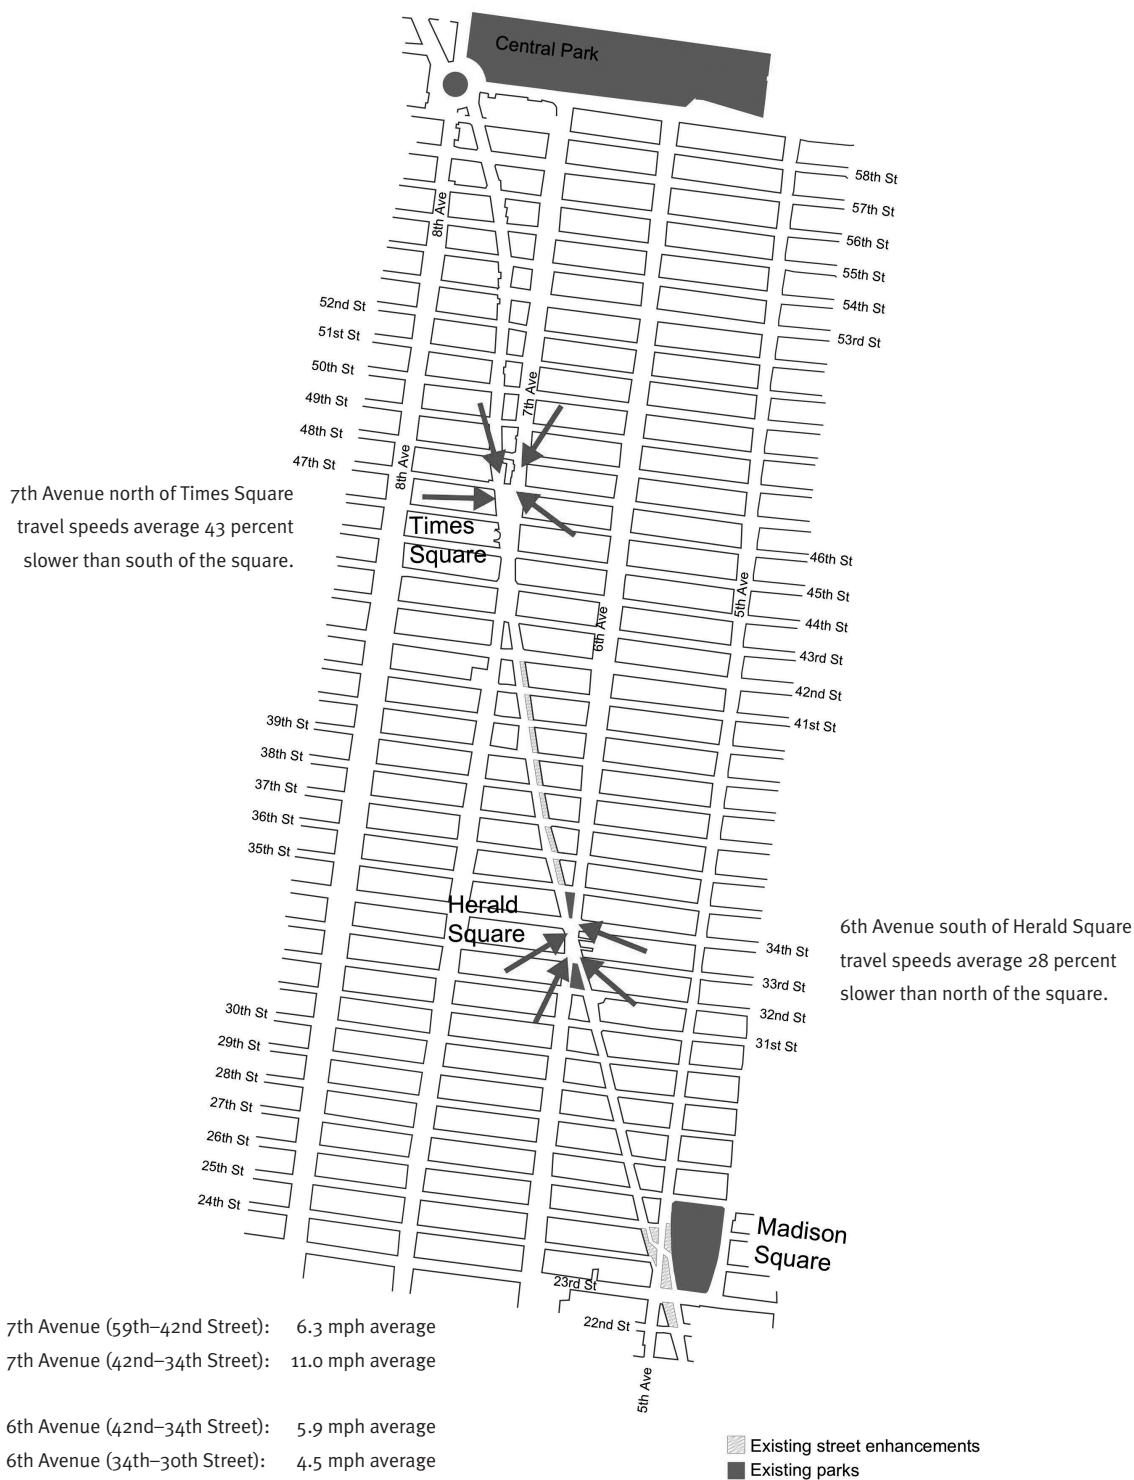 Central Park
58th St
57th St
8th Ave
56th St
55th St
54th St
52nd St
53rd St
51st St
50th St
7th Ave
49th St
48th St
8th Ave
47th St
7th Avenue north of Times Square
travel speeds average 43 percent
slower than south of the square.
Times
Square
46th St
45th St
5th Ave
44th St
6th Ave
43rd St
42nd St
41st St
39th St
38th St
37th St
36th St
35th St
Herald
Square
6th Avenue south of Herald Square
travel speeds average 28 percent
slower than north of the square.
34th St
33rd St
32nd St
31st St
30th St
29th St
28th St
27th St
26th St
25th St
24th St
Madison
Square
23rd St
22nd St
5th Ave
7th Avenue (59th–42nd Street): 6.3 mph average
7th Avenue (42nd–34th Street): 11.0 mph average
6th Avenue (42nd–34th Street): 5.9 mph average
6th Avenue (34th–30th Street): 4.5 mph average
Existing street enhancements
Existing parks